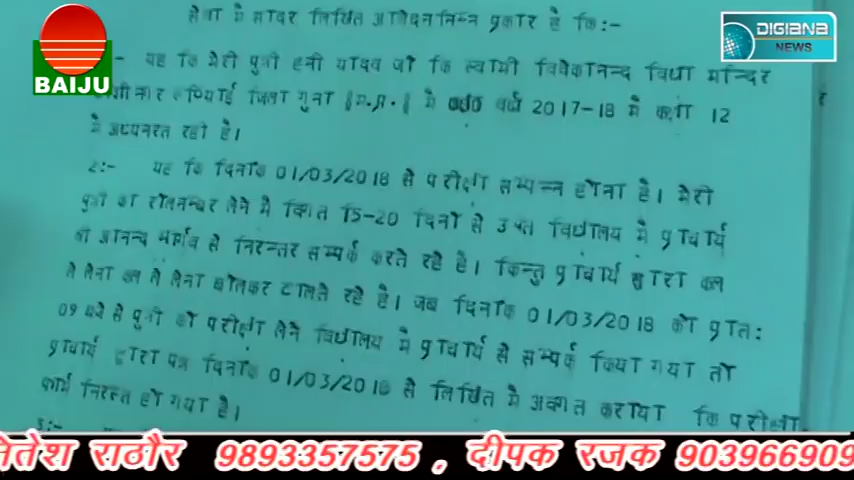 सेवा में सादर लिखित आवेदन निम्न प्रकार है कि:-
DIGIANA
NEWS
BAIJU
:- यह कि मेरी पुत्री हनी यादव जो कि स्वामी विवेकानन्द विधा मन्दिर
रुठियाई जिला गुना (म.प्र.) में वर्ष 2017-18 में कक्षा 12
में अध्यनरत रही है।
2:- यह कि दिनांक 01/03/2018 से परीक्षा सम्पन्न होना है। मेरी
पुत्री का रोलनम्बर लेने में विगत 15-20 दिनों से उक्त विद्यालय में प्राचार्य
श्री आनन्द भार्गव से निरन्तर सम्पर्क करते रहे है। किन्तु प्राचार्य द्वारा कल
ले लेना कल ले लेना बोलकर टालते रहे है। जब दिनांक 01/03/2018 को प्रात:
09 बजे से पुत्री को परीक्षा लेने विद्यालय में प्राचार्य से सम्पर्क किया गया तो
प्राचार्य द्वारा पत्र दिनांक 01/03/2018 से लिखित में अवगत कराया कि परीक्षा
फार्म निरस्त हो गया है।
3:-
नितेश राठौर 9893357575 , दीपक रजक 903966909